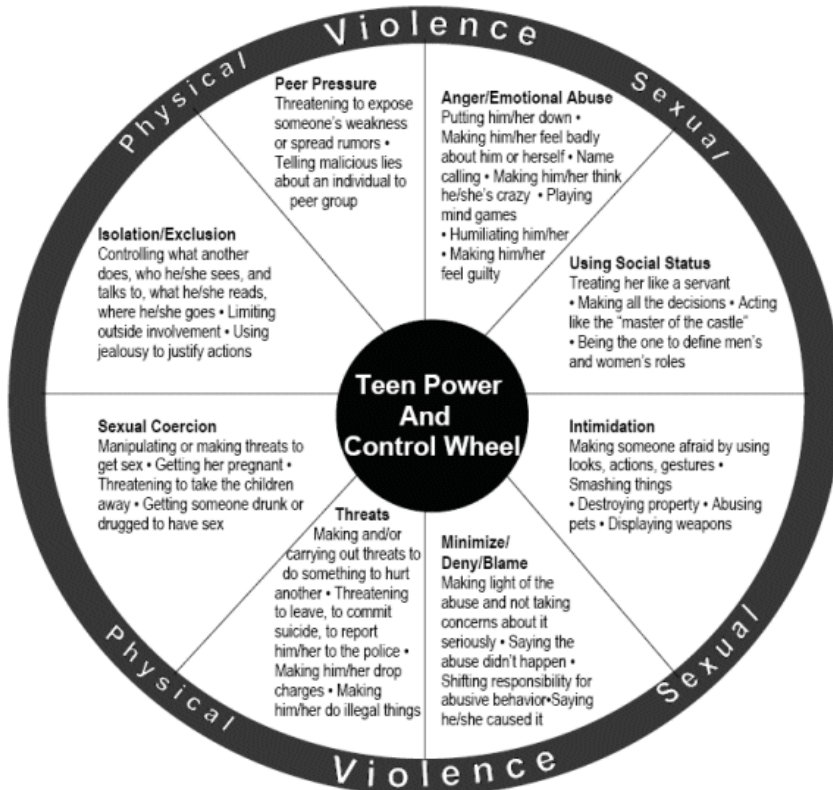 Physical Violence Sexual
Peer Pressure
Threatening to expose
someone's weakness
or spread rumors •
Telling malicious lies
about an individual to
peer group
Anger/Emotional Abuse
Putting him/her down •
Making him/her feel badly
about him or herself • Name
calling • Making him/her think
he/she's crazy • Playing
mind games
• Humiliating him/her
• Making him/her
feel guilty
Isolation/Exclusion
Controlling what another
does, who he/she sees, and
talks to, what he/she reads,
where he/she goes • Limiting
outside involvement • Using
jealousy to justify actions
Using Social Status
Treating her like a servant
• Making all the decisions • Acting
like the "master of the castle"
• Being the one to define men's
and women's roles
Teen Power
And
Control Wheel
Sexual Coercion
Manipulating or making threats to
get sex • Getting her pregnant •
Threatening to take the children
away • Getting someone drunk or
drugged to have sex
Intimidation
Making someone afraid by using
looks, actions, gestures •
Smashing things
• Destroying property • Abusing
pets • Displaying weapons
Threats
Making and/or
carrying out threats to
do something to hurt
another • Threatening
to leave, to commit
suicide, to report
him/her to the police •
Making him/her drop
charges • Making
him/her do illegal things
Minimize/
Deny/Blame
Making light of the
abuse and not taking
concerns about it
seriously • Saying the
abuse didn't happen •
Shifting responsibility for
abusive behavior•Saying
he/she caused it
Physical Violence Sexual